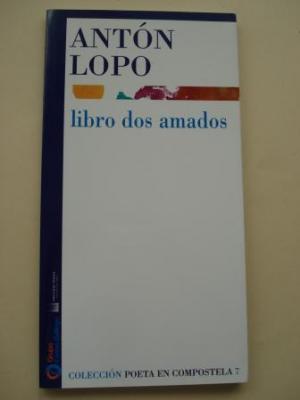 ANTÓN
LOPO
libro dos amados
COLECCIÓN POETA EN COMPOSTELA 7